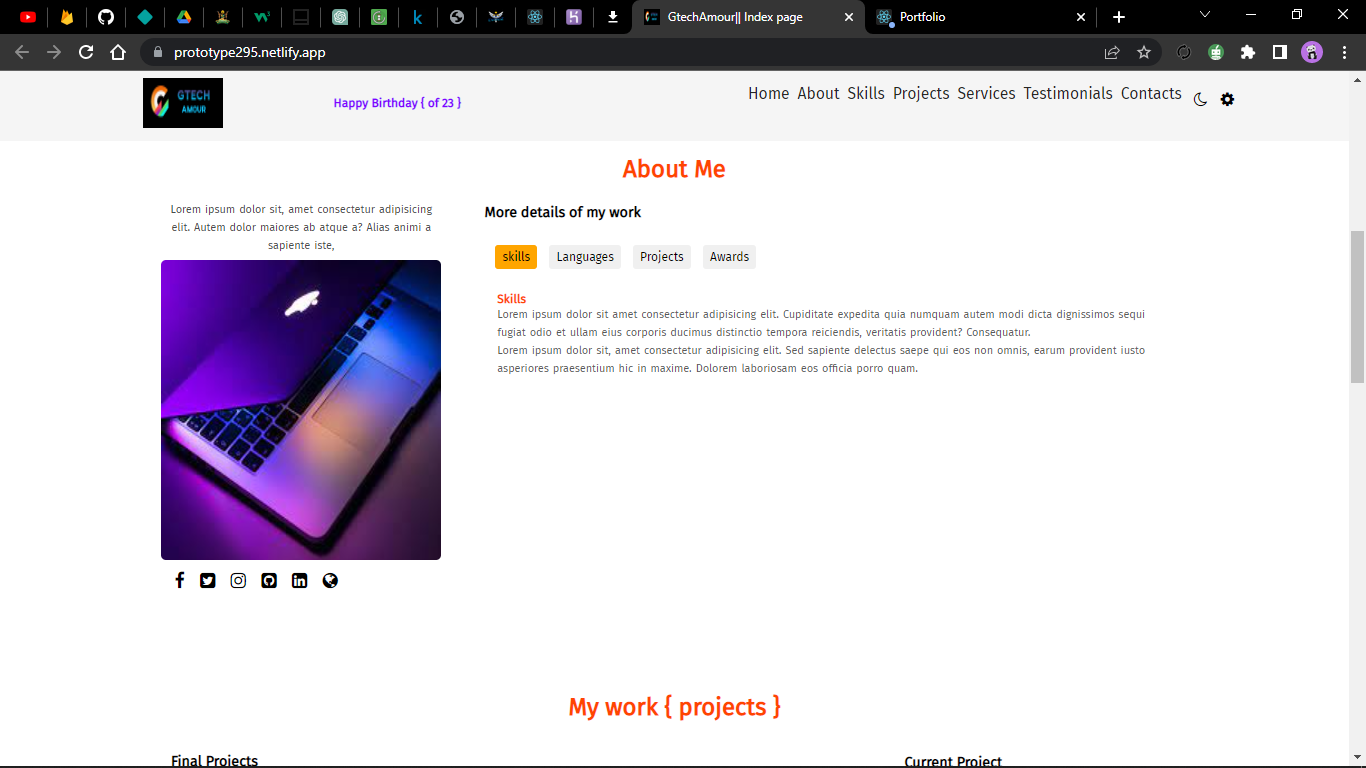 GtechAmour|| Index page
Portfolio
prototype295.netlify.app
GTECH
AMOUR
Happy Birthday { of 23 }
Home About Skills Projects Services Testimonials Contacts
About Me
Lorem ipsum dolor sit, amet consectetur adipisicing
elit. Autem dolor maiores ab atque a? Alias animi a
sapiente iste,
More details of my work
skills Languages Projects Awards
Skills
Lorem ipsum dolor sit amet consectetur adipisicing elit. Cupiditate expedita quia numquam autem modi dicta dignissimos sequi
fugiat odio et ullam eius corporis ducimus distinctio tempora reiciendis, veritatis provident? Consequatur.
Lorem ipsum dolor sit, amet consectetur adipisicing elit. Sed sapiente delectus saepe qui eos non omnis, earum provident iusto
asperiores praesentium hic in maxime. Dolorem laboriosam eos officia porro quam.
My work { projects }
Final Projects
Current Project